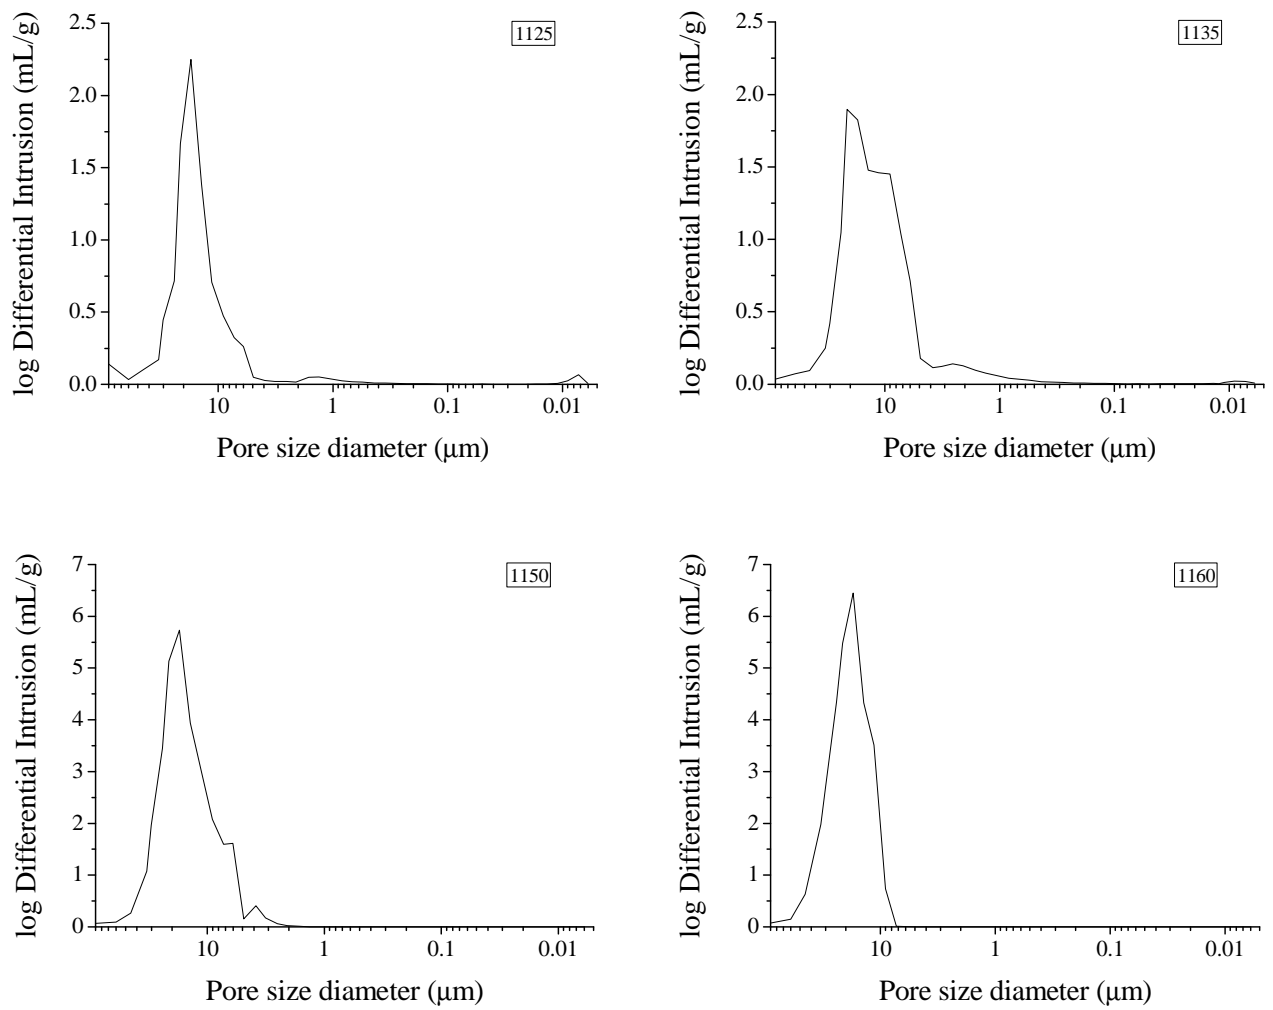 1125
log Differential Intrusion (mL/g)
2.5
2.0
1.5
1.0
0.5
0.0
10 1 0.1 0.01
Pore size diameter (μm)
1135
log Differential Intrusion (mL/g)
2.5
2.0
1.5
1.0
0.5
0.0
10 1 0.1 0.01
Pore size diameter (μm)
1150
log Differential Intrusion (mL/g)
7
6
5
4
3
2
1
0
10 1 0.1 0.01
Pore size diameter (μm)
1160
log Differential Intrusion (mL/g)
7
6
5
4
3
2
1
0
10 1 0.1 0.01
Pore size diameter (μm)